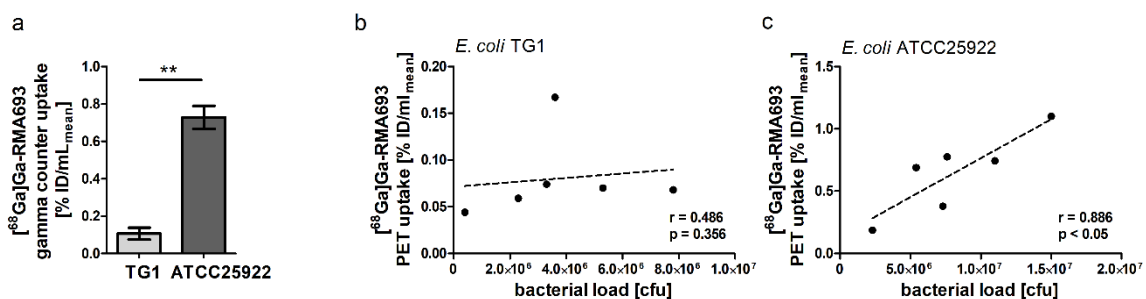 a
[⁶⁸Ga]Ga-RMA693
gamma counter uptake
[% ID/mLmean]
1.0
0.8
0.6
0.4
0.2
0.0
**
TG1 ATCC25922
b
E. coli TG1
[⁶⁸Ga]Ga-RMA693
PET uptake [% ID/mlmean]
0.20
0.15
0.10
0.05
0.00
r = 0.486
p = 0.356
0 2.0×10⁶ 4.0×10⁶ 6.0×10⁶ 8.0×10⁶ 1.0×10⁷
bacterial load [cfu]
c
E. coli ATCC25922
[⁶⁸Ga]Ga-RMA693
PET uptake [% ID/mlmean]
1.5
1.0
0.5
0.0
r = 0.886
p < 0.05
0 5.0×10⁶ 1.0×10⁷ 1.5×10⁷ 2.0×10⁷
bacterial load [cfu]